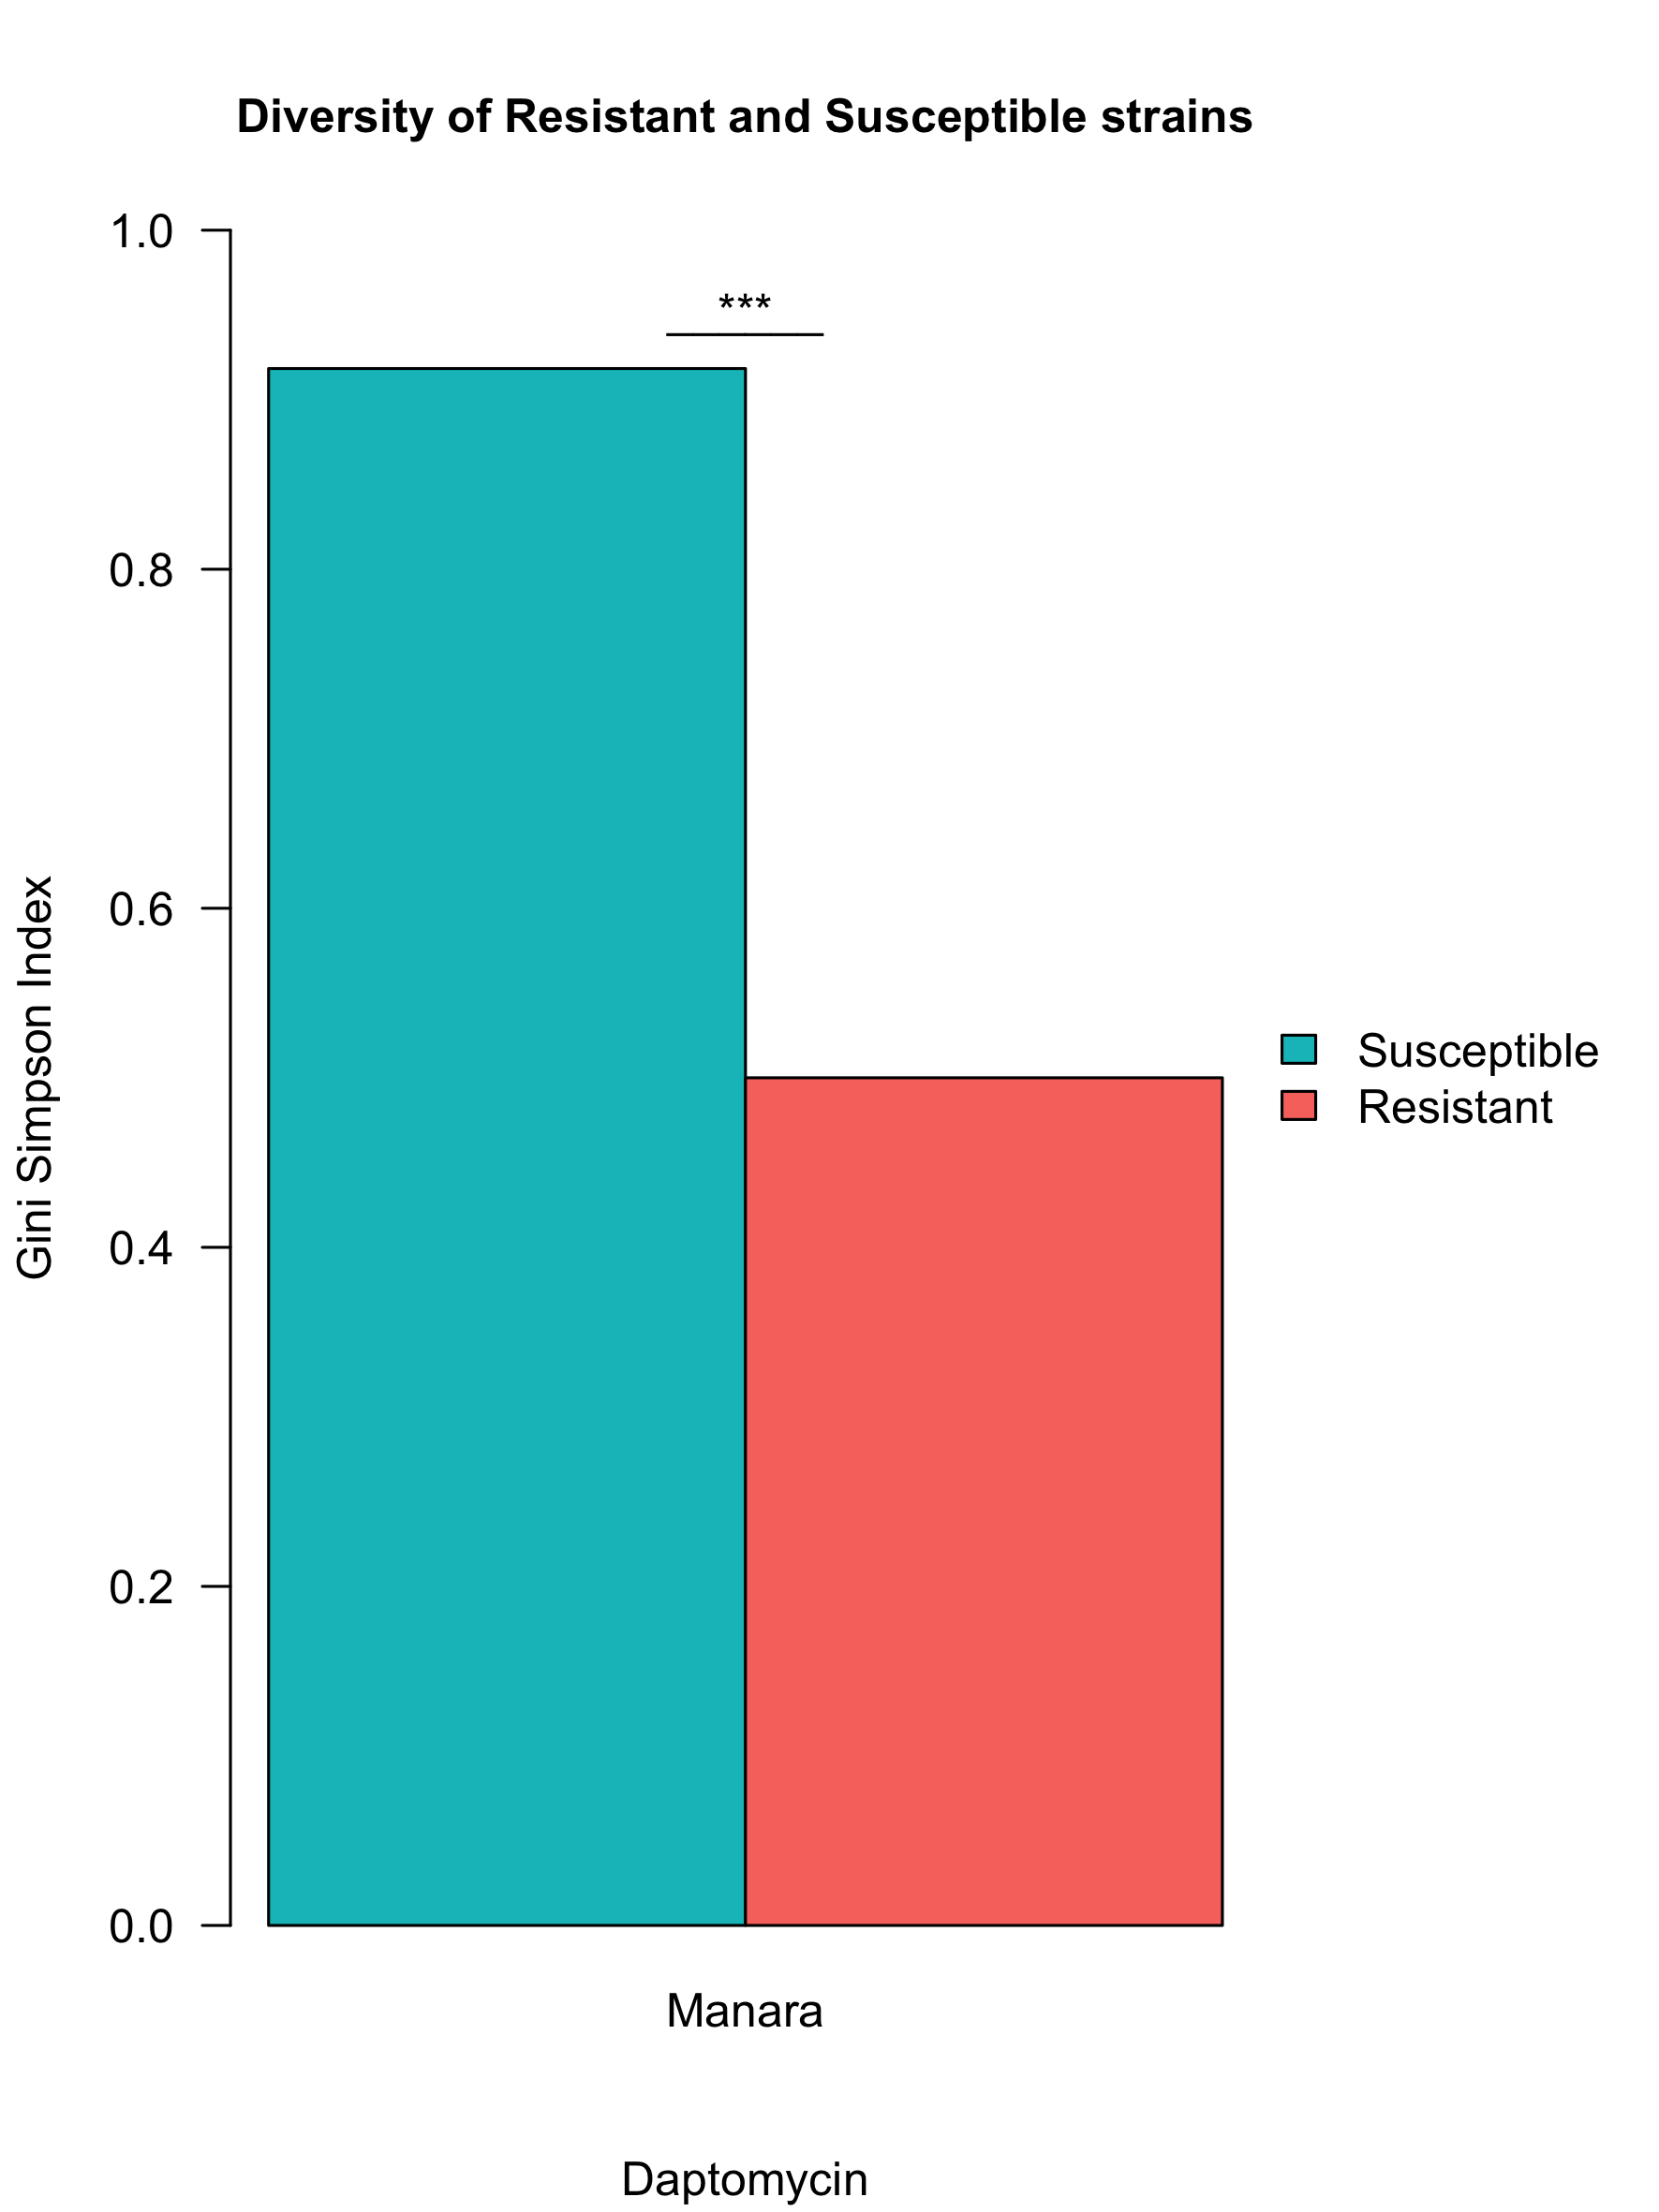 Diversity of Resistant and Susceptible strains
1.0
***
0.8
0.6
0.4
0.2
0.0
Gini Simpson Index
Susceptible
Resistant
Manara
Daptomycin